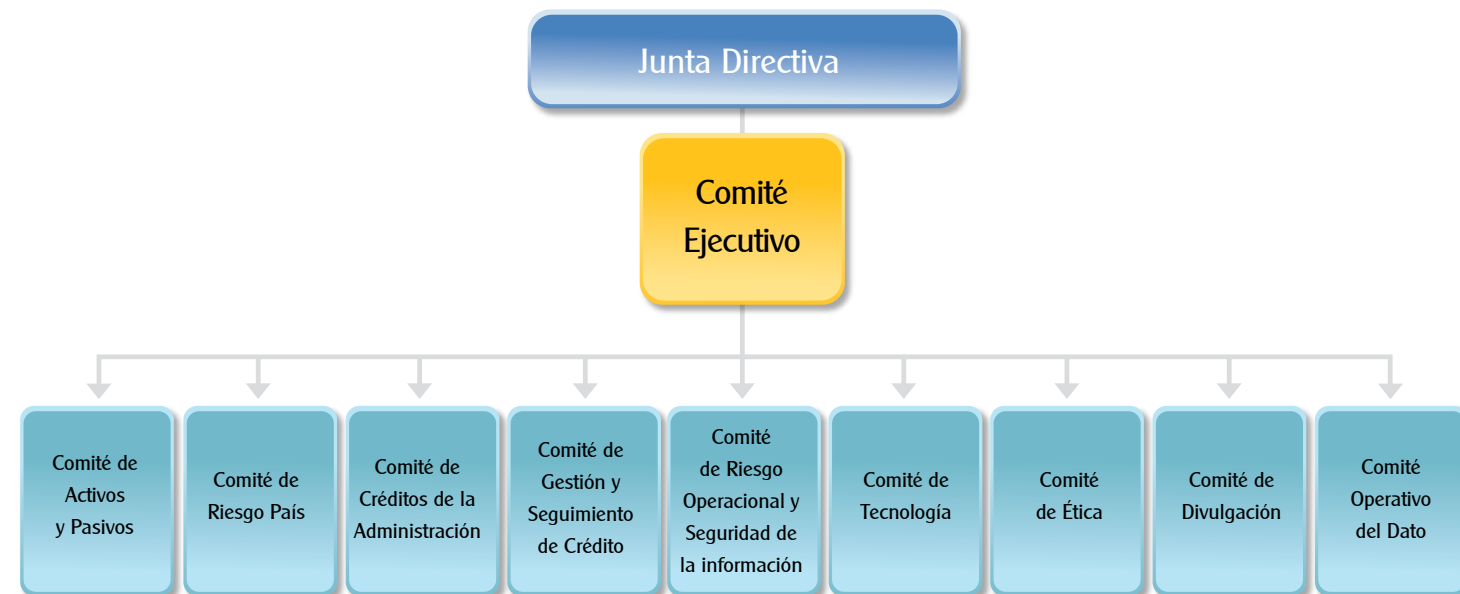 Junta Directiva
Comité
Ejecutivo
Comité de
Activos
y Pasivos
Comité de
Riesgo País
Comité de
Créditos de la
Administración
Comité de
Gestión y
Seguimiento
de Crédito
Comité
de Riesgo
Operacional y
Seguridad de
la información
Comité de
Tecnología
Comité
de Ética
Comité de
Divulgación
Comité
Operativo
del Dato